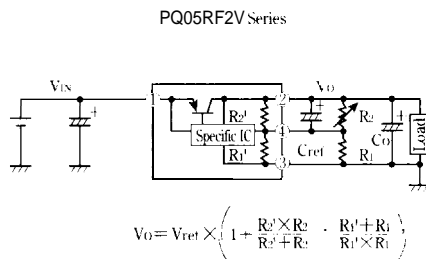 PQ05RF2V Series
VIN
1
2
VO
R2'
R2
Specific IC
4
Cref
CO
Load
R1'
3
R1
Vo = Vref × ( 1 + R2'×R2 / R2'+R2 · R1'+R1 / R1'×R1 )